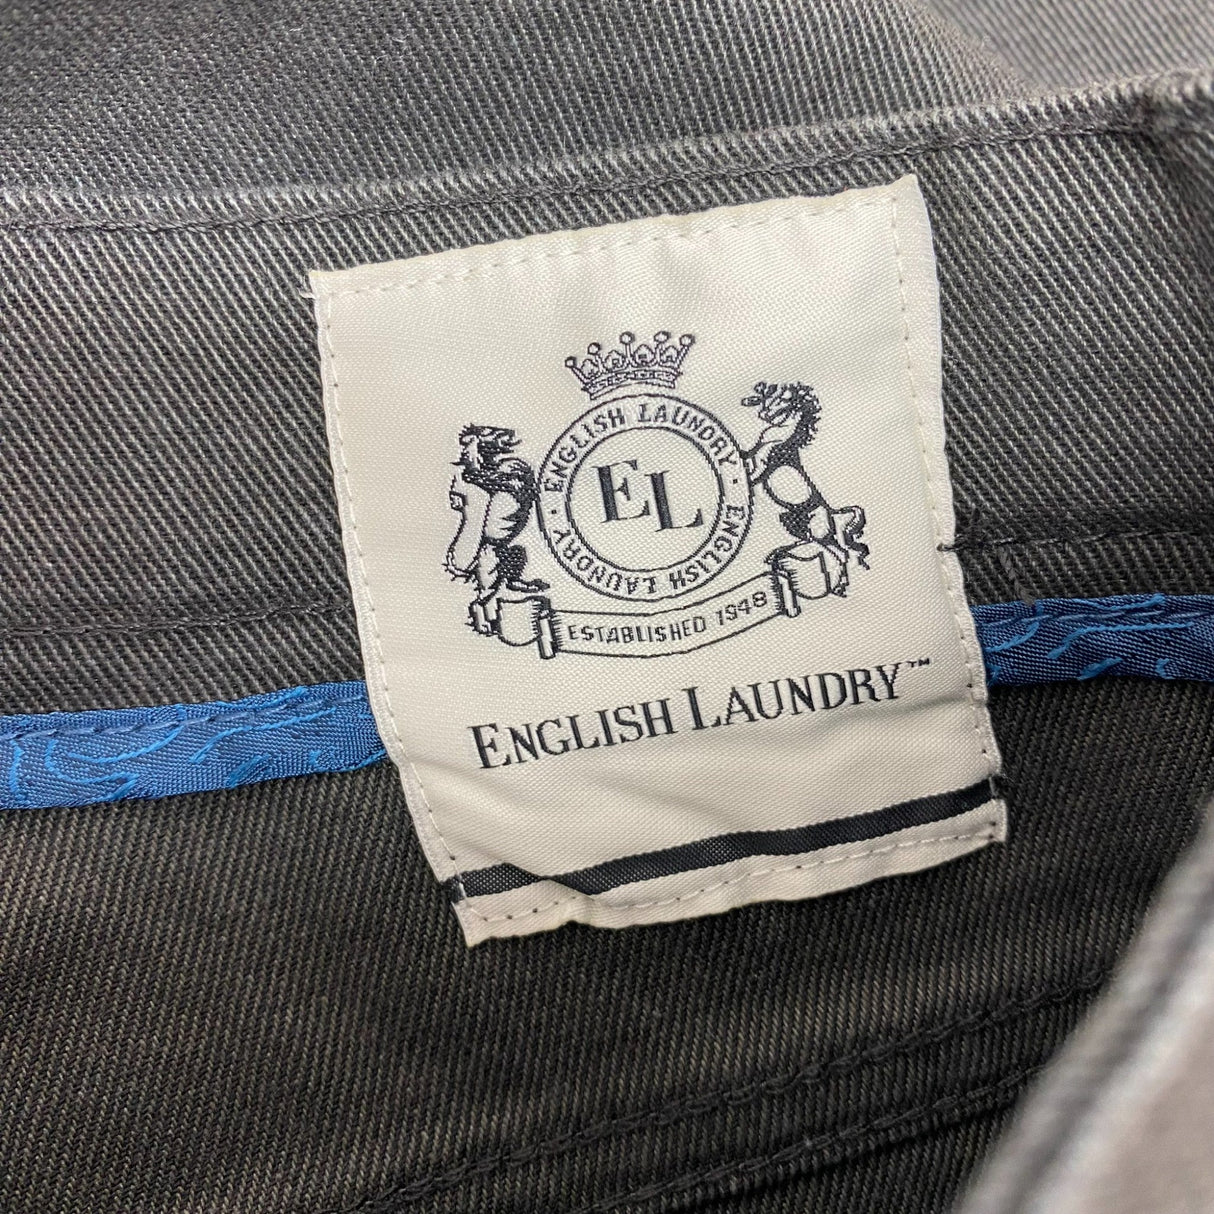 ENGLISH LAUNDRY · ENGLISH LAUNDRY ·
EL
ESTABLISHED 1948
ENGLISH LAUNDRY™